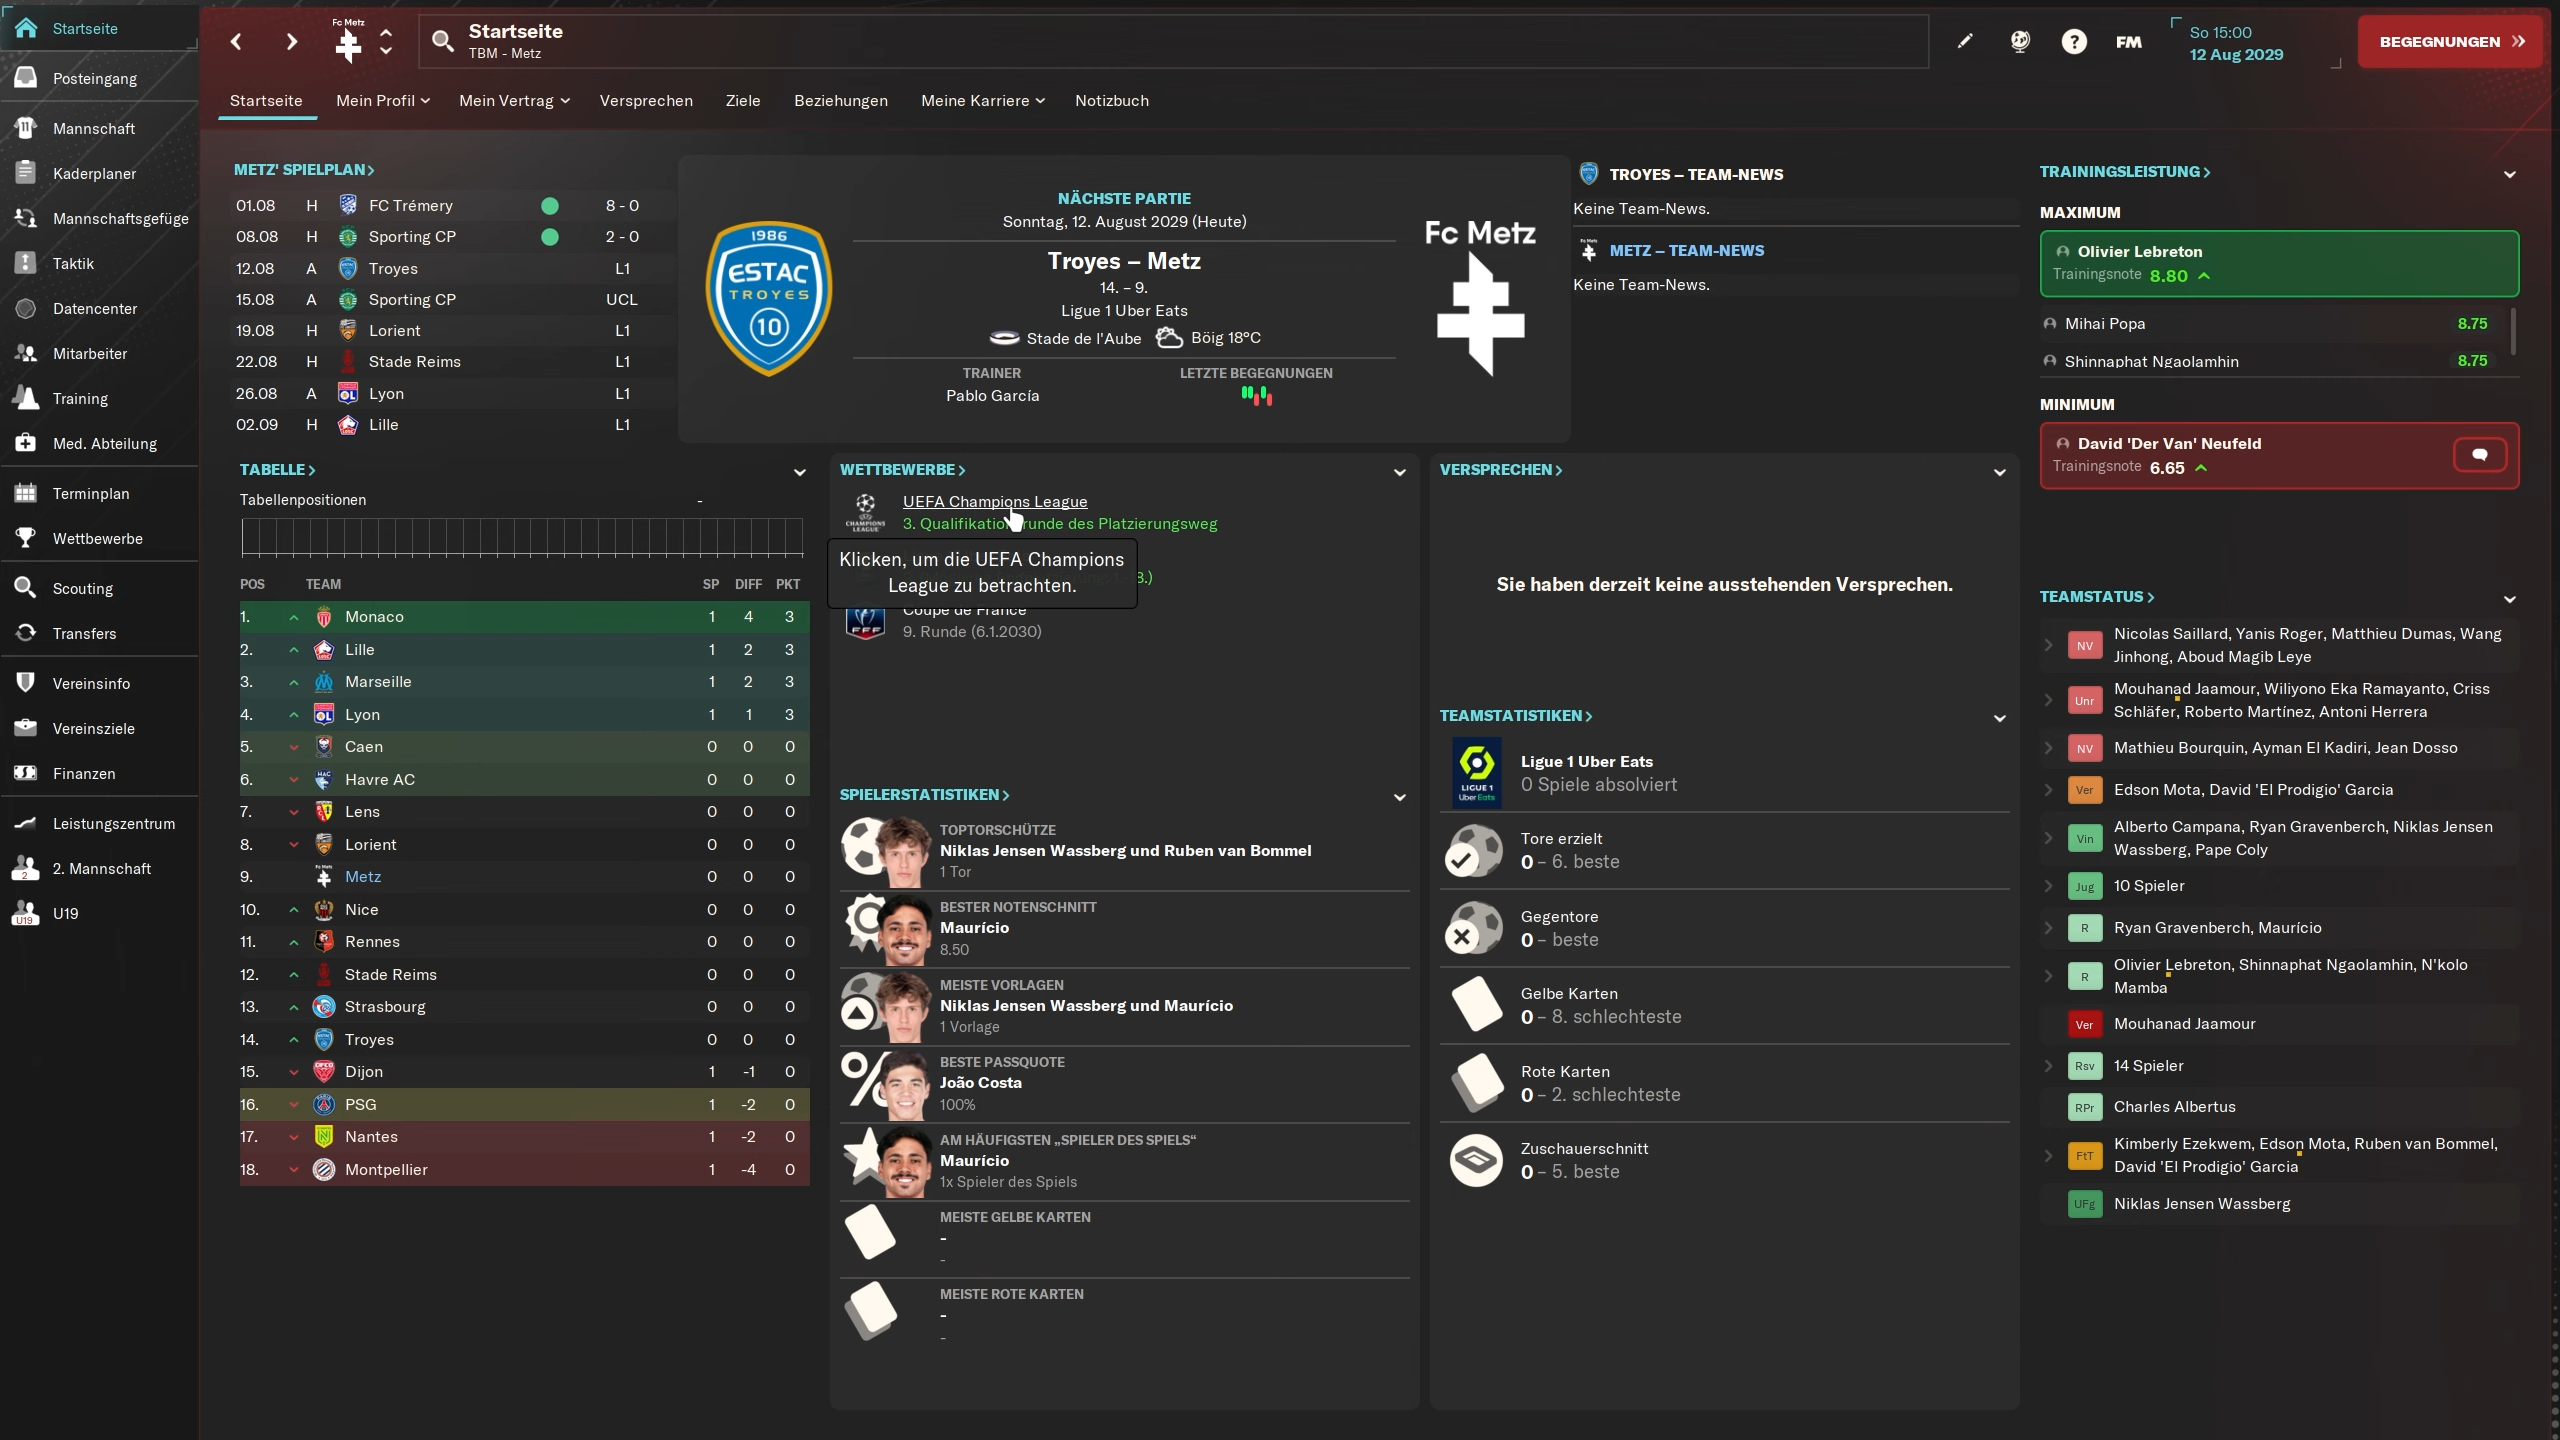 Startseite
Posteingang
Mannschaft
Kaderplaner
Mannschaftsgefüge
Taktik
Datencenter
Mitarbeiter
Training
Med. Abteilung
Terminplan
Wettbewerbe
Scouting
Transfers
Vereinsinfo
Vereinsziele
Finanzen
Leistungszentrum
2. Mannschaft
U19
Fc Metz
Startseite
TBM - Metz
FM
So 15:00
12 Aug 2029
BEGEGNUNGEN
Startseite Mein Profil Mein Vertrag Versprechen Ziele Beziehungen Meine Karriere Notizbuch
METZ' SPIELPLAN
01.08 H FC Trémery 8 - 0
08.08 H Sporting CP 2 - 0
12.08 A Troyes L1
15.08 A Sporting CP UCL
19.08 H Lorient L1
22.08 H Stade Reims L1
26.08 A Lyon L1
02.09 H Lille L1
1986
ESTAC
TROYES
10
NÄCHSTE PARTIE
Sonntag, 12. August 2029 (Heute)
Troyes – Metz
14. – 9.
Ligue 1 Uber Eats
Stade de l'Aube Böig 18°C
TRAINER
Pablo García
LETZTE BEGEGNUNGEN
Fc Metz
TROYES – TEAM-NEWS
Keine Team-News.
METZ – TEAM-NEWS
Keine Team-News.
TRAININGSLEISTUNG
MAXIMUM
Olivier Lebreton
Trainingsnote 8.80
Mihai Popa 8.75
Shinnaphat Ngaolamhin 8.75
MINIMUM
David 'Der Van' Neufeld
Trainingsnote 6.65
TABELLE
Tabellenpositionen -
POS TEAM SP DIFF PKT
1. Monaco 1 4 3
2. Lille 1 2 3
3. Marseille 1 2 3
4. Lyon 1 1 3
5. Caen 0 0 0
6. Havre AC 0 0 0
7. Lens 0 0 0
8. Lorient 0 0 0
9. Metz 0 0 0
10. Nice 0 0 0
11. Rennes 0 0 0
12. Stade Reims 0 0 0
13. Strasbourg 0 0 0
14. Troyes 0 0 0
15. Dijon 1 -1 0
16. PSG 1 -2 0
17. Nantes 1 -2 0
18. Montpellier 1 -4 0
WETTBEWERBE
CHAMPIONS LEAGUE
UEFA Champions League
3. Qualifikationsrunde des Platzierungsweg
Klicken, um die UEFA Champions
League zu betrachten.
Coupe de France
9. Runde (6.1.2030)
FFF
SPIELERSTATISTIKEN
TOPTORSCHÜTZE
Niklas Jensen Wassberg und Ruben van Bommel
1 Tor
BESTER NOTENSCHNITT
Maurício
8.50
MEISTE VORLAGEN
Niklas Jensen Wassberg und Maurício
1 Vorlage
BESTE PASSQUOTE
João Costa
100%
AM HÄUFIGSTEN „SPIELER DES SPIELS“
Maurício
1x Spieler des Spiels
MEISTE GELBE KARTEN
-
-
MEISTE ROTE KARTEN
-
-
VERSPRECHEN
Sie haben derzeit keine ausstehenden Versprechen.
TEAMSTATISTIKEN
LIGUE 1
Uber Eats
Ligue 1 Uber Eats
0 Spiele absolviert
Tore erzielt
0 – 6. beste
Gegentore
0 – beste
Gelbe Karten
0 – 8. schlechteste
Rote Karten
0 – 2. schlechteste
Zuschauerschnitt
0 – 5. beste
TEAMSTATUS
NV Nicolas Saillard, Yanis Roger, Matthieu Dumas, Wang
Jinhong, Aboud Magib Leye
Unr Mouhanad Jaamour, Wiliyono Eka Ramayanto, Criss
Schläfer, Roberto Martínez, Antoni Herrera
NV Mathieu Bourquin, Ayman El Kadiri, Jean Dosso
Ver Edson Mota, David 'El Prodigio' Garcia
Vin Alberto Campana, Ryan Gravenberch, Niklas Jensen
Wassberg, Pape Coly
Jug 10 Spieler
R Ryan Gravenberch, Maurício
R Olivier Lebreton, Shinnaphat Ngaolamhin, N'kolo
Mamba
Ver Mouhanad Jaamour
Rsv 14 Spieler
RPr Charles Albertus
FtT Kimberly Ezekwem, Edson Mota, Ruben van Bommel,
David 'El Prodigio' Garcia
UFg Niklas Jensen Wassberg